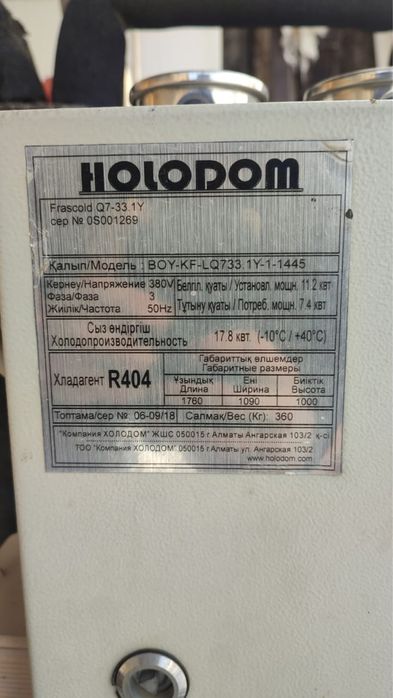 HOLODOM
Frascold Q7-33.1Y
сер № 0S001269
Қалып/Модель : BOY-KF-LQ733.1Y-1-1445
Кернеу/Напряжение 380V
Фаза/Фаза 3
Жиілік/Частота 50Hz
Белгіл. қуаты/Установл. мощн. 11.2 квт
Тұтыну қуаты/Потреб. мощн. 7.4 квт
Сыз өндіргіш
Холодопроизводительность 17.8 квт. (-10°C / +40°C)
Хладагент R404
Габариттық өлшемдер
Габаритные размеры
Ұзындық Ені Биіктік
Длина Ширина Высота
1760 1090 1000
Топтама/сер №: 06-09/18 Салмақ/Вес (Кг): 360
"Компания ХОЛОДОМ" ЖШС 050015 г Алматы Ангарская 103/2 қ-сі
ТОО "Компания ХОЛОДОМ" 050015 г Алматы ул. Ангарская 103/2
www.holodom.com